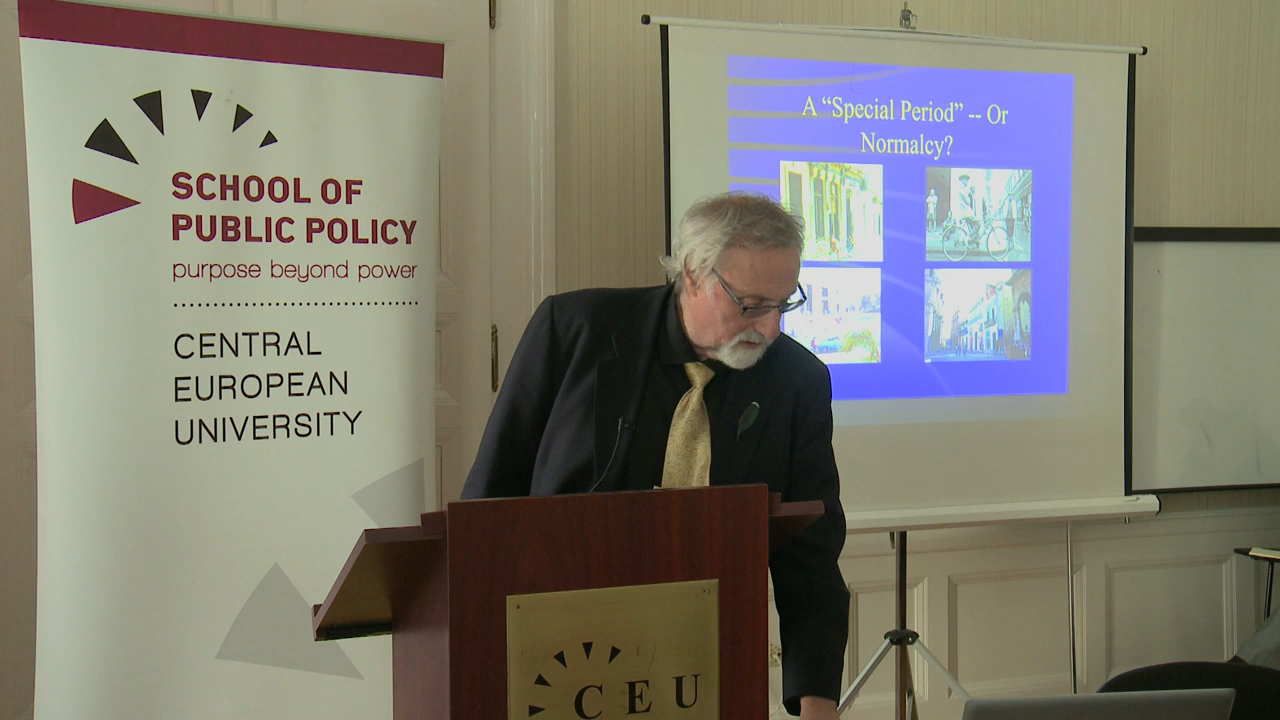 SCHOOL OF
PUBLIC POLICY
purpose beyond power
CENTRAL
EUROPEAN
UNIVERSITY
A “Special Period” -- Or
Normalcy?
CEU